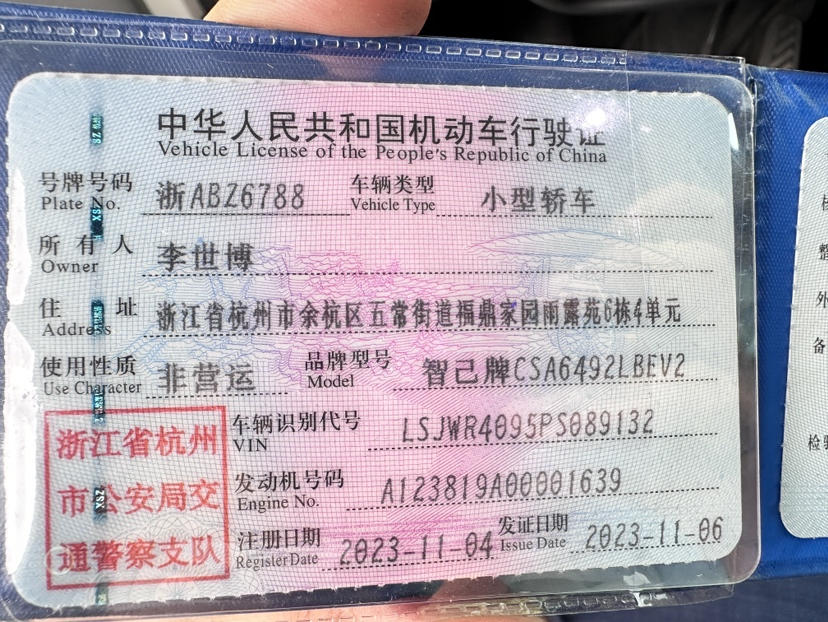 中华人民共和国机动车行驶证
Vehicle License of the People's Republic of China
号牌号码 浙ABZ6788 车辆类型 小型轿车
Plate No. Vehicle Type
所有人 李世博
Owner
住址 浙江省杭州市余杭区五常街道福鼎家园雨露苑6栋4单元
Address
使用性质 非营运 品牌型号 智己牌CSA6492LBEV2
Use Character Model
浙江省杭州
市公安局交
通警察支队
车辆识别代号 LSJWR4095PS089132
VIN
发动机号码 A123819A00001639
Engine No.
注册日期 2023-11-04 发证日期 2023-11-06
Register Date Issue Date
整
外
备
检验